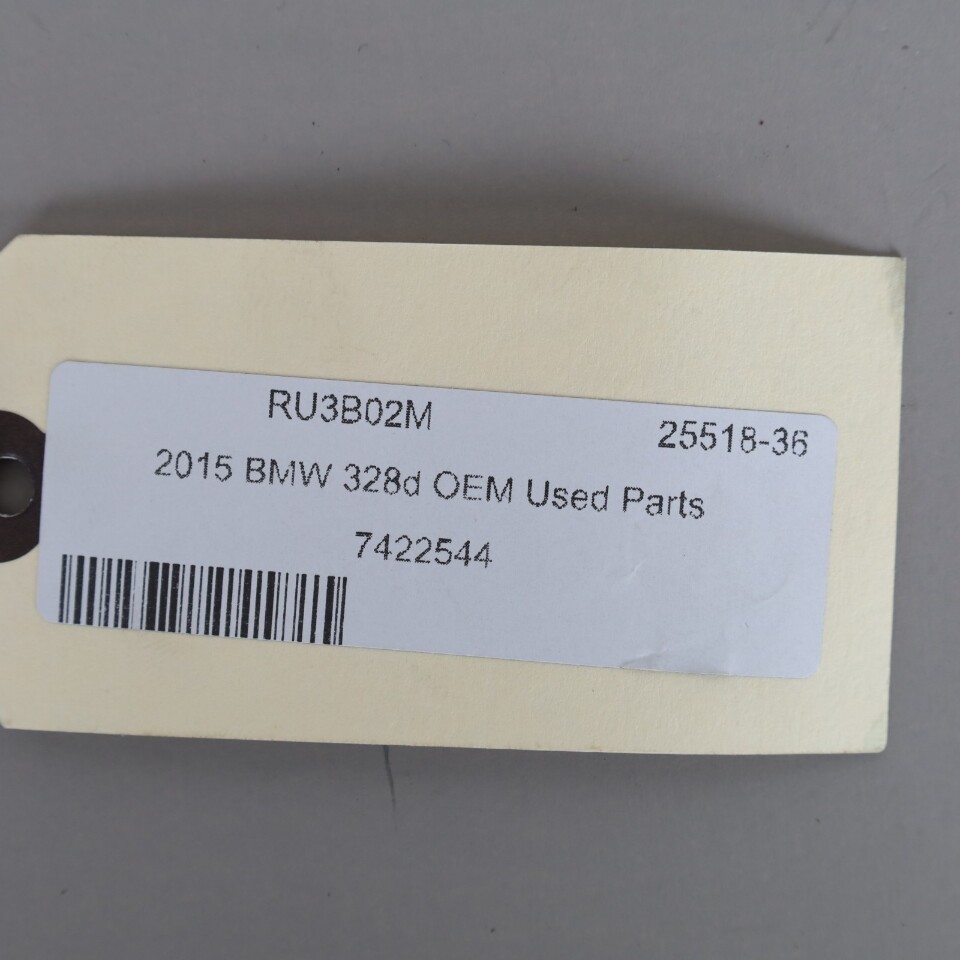 RU3B02M 25518-36
2015 BMW 328d OEM Used Parts
7422544